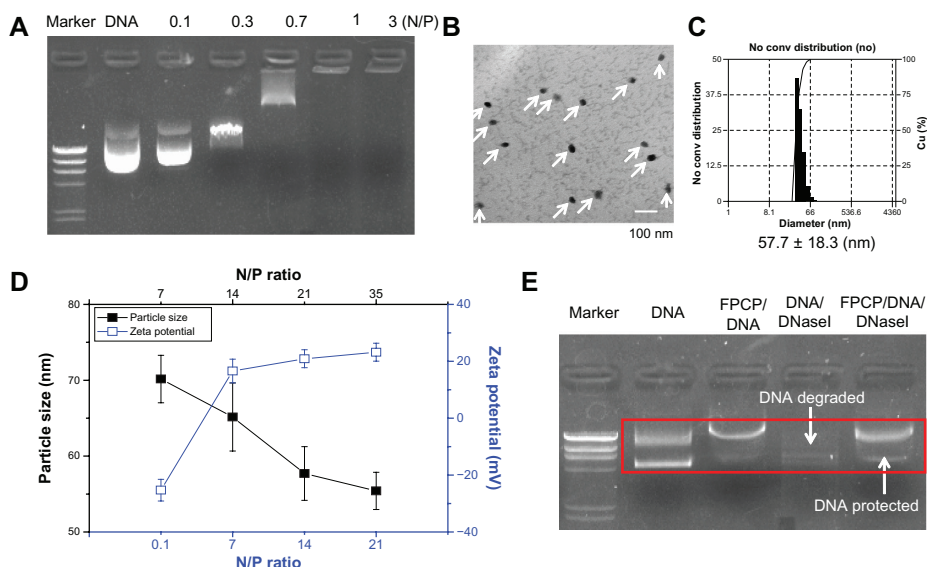 A
Marker DNA 0.1 0.3 0.7 1 3 (N/P)
B
100 nm
C
No conv distribution (no)
No conv distribution
50
37.5
25
12.5
0
100
75
50
25
0
Cu (%)
1 8.1 66 536.6 4360
Diameter (nm)
57.7 ± 18.3 (nm)
D
N/P ratio
7 14 21 35
Particle size (nm)
80
70
60
50
Particle size
Zeta potential
40
20
0
−20
−40
Zeta potential (mV)
0.1 7 14 21
N/P ratio
E
Marker DNA FPCP/DNA DNA/DNaseI FPCP/DNA/DNaseI
DNA degraded
DNA protected